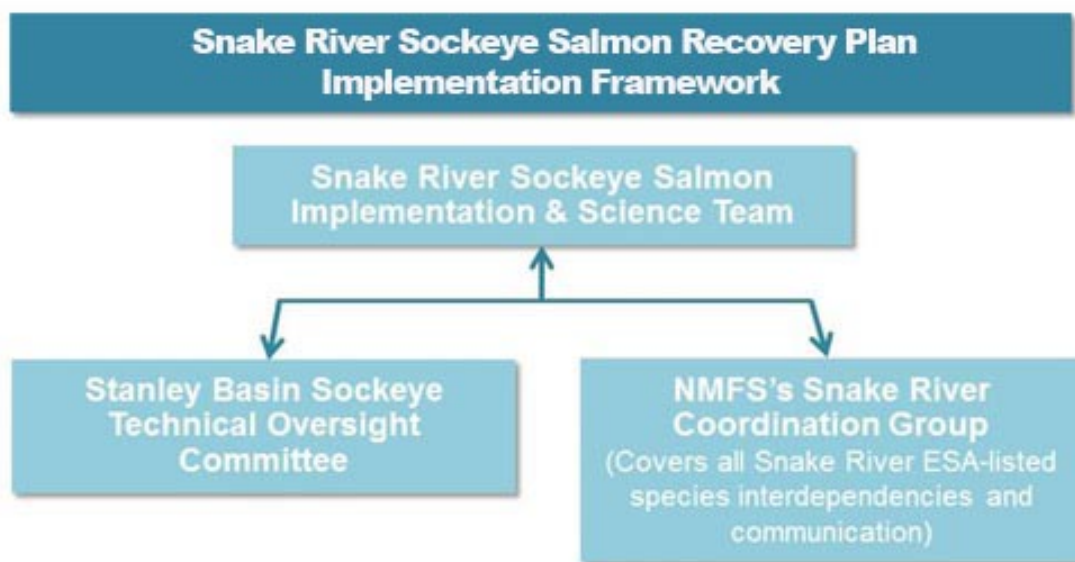 Snake River Sockeye Salmon Recovery Plan
Implementation Framework
Snake River Sockeye Salmon
Implementation & Science Team
Stanley Basin Sockeye
Technical Oversight
Committee
NMFS's Snake River
Coordination Group
(Covers all Snake River ESA-listed
species interdependencies and
communication)